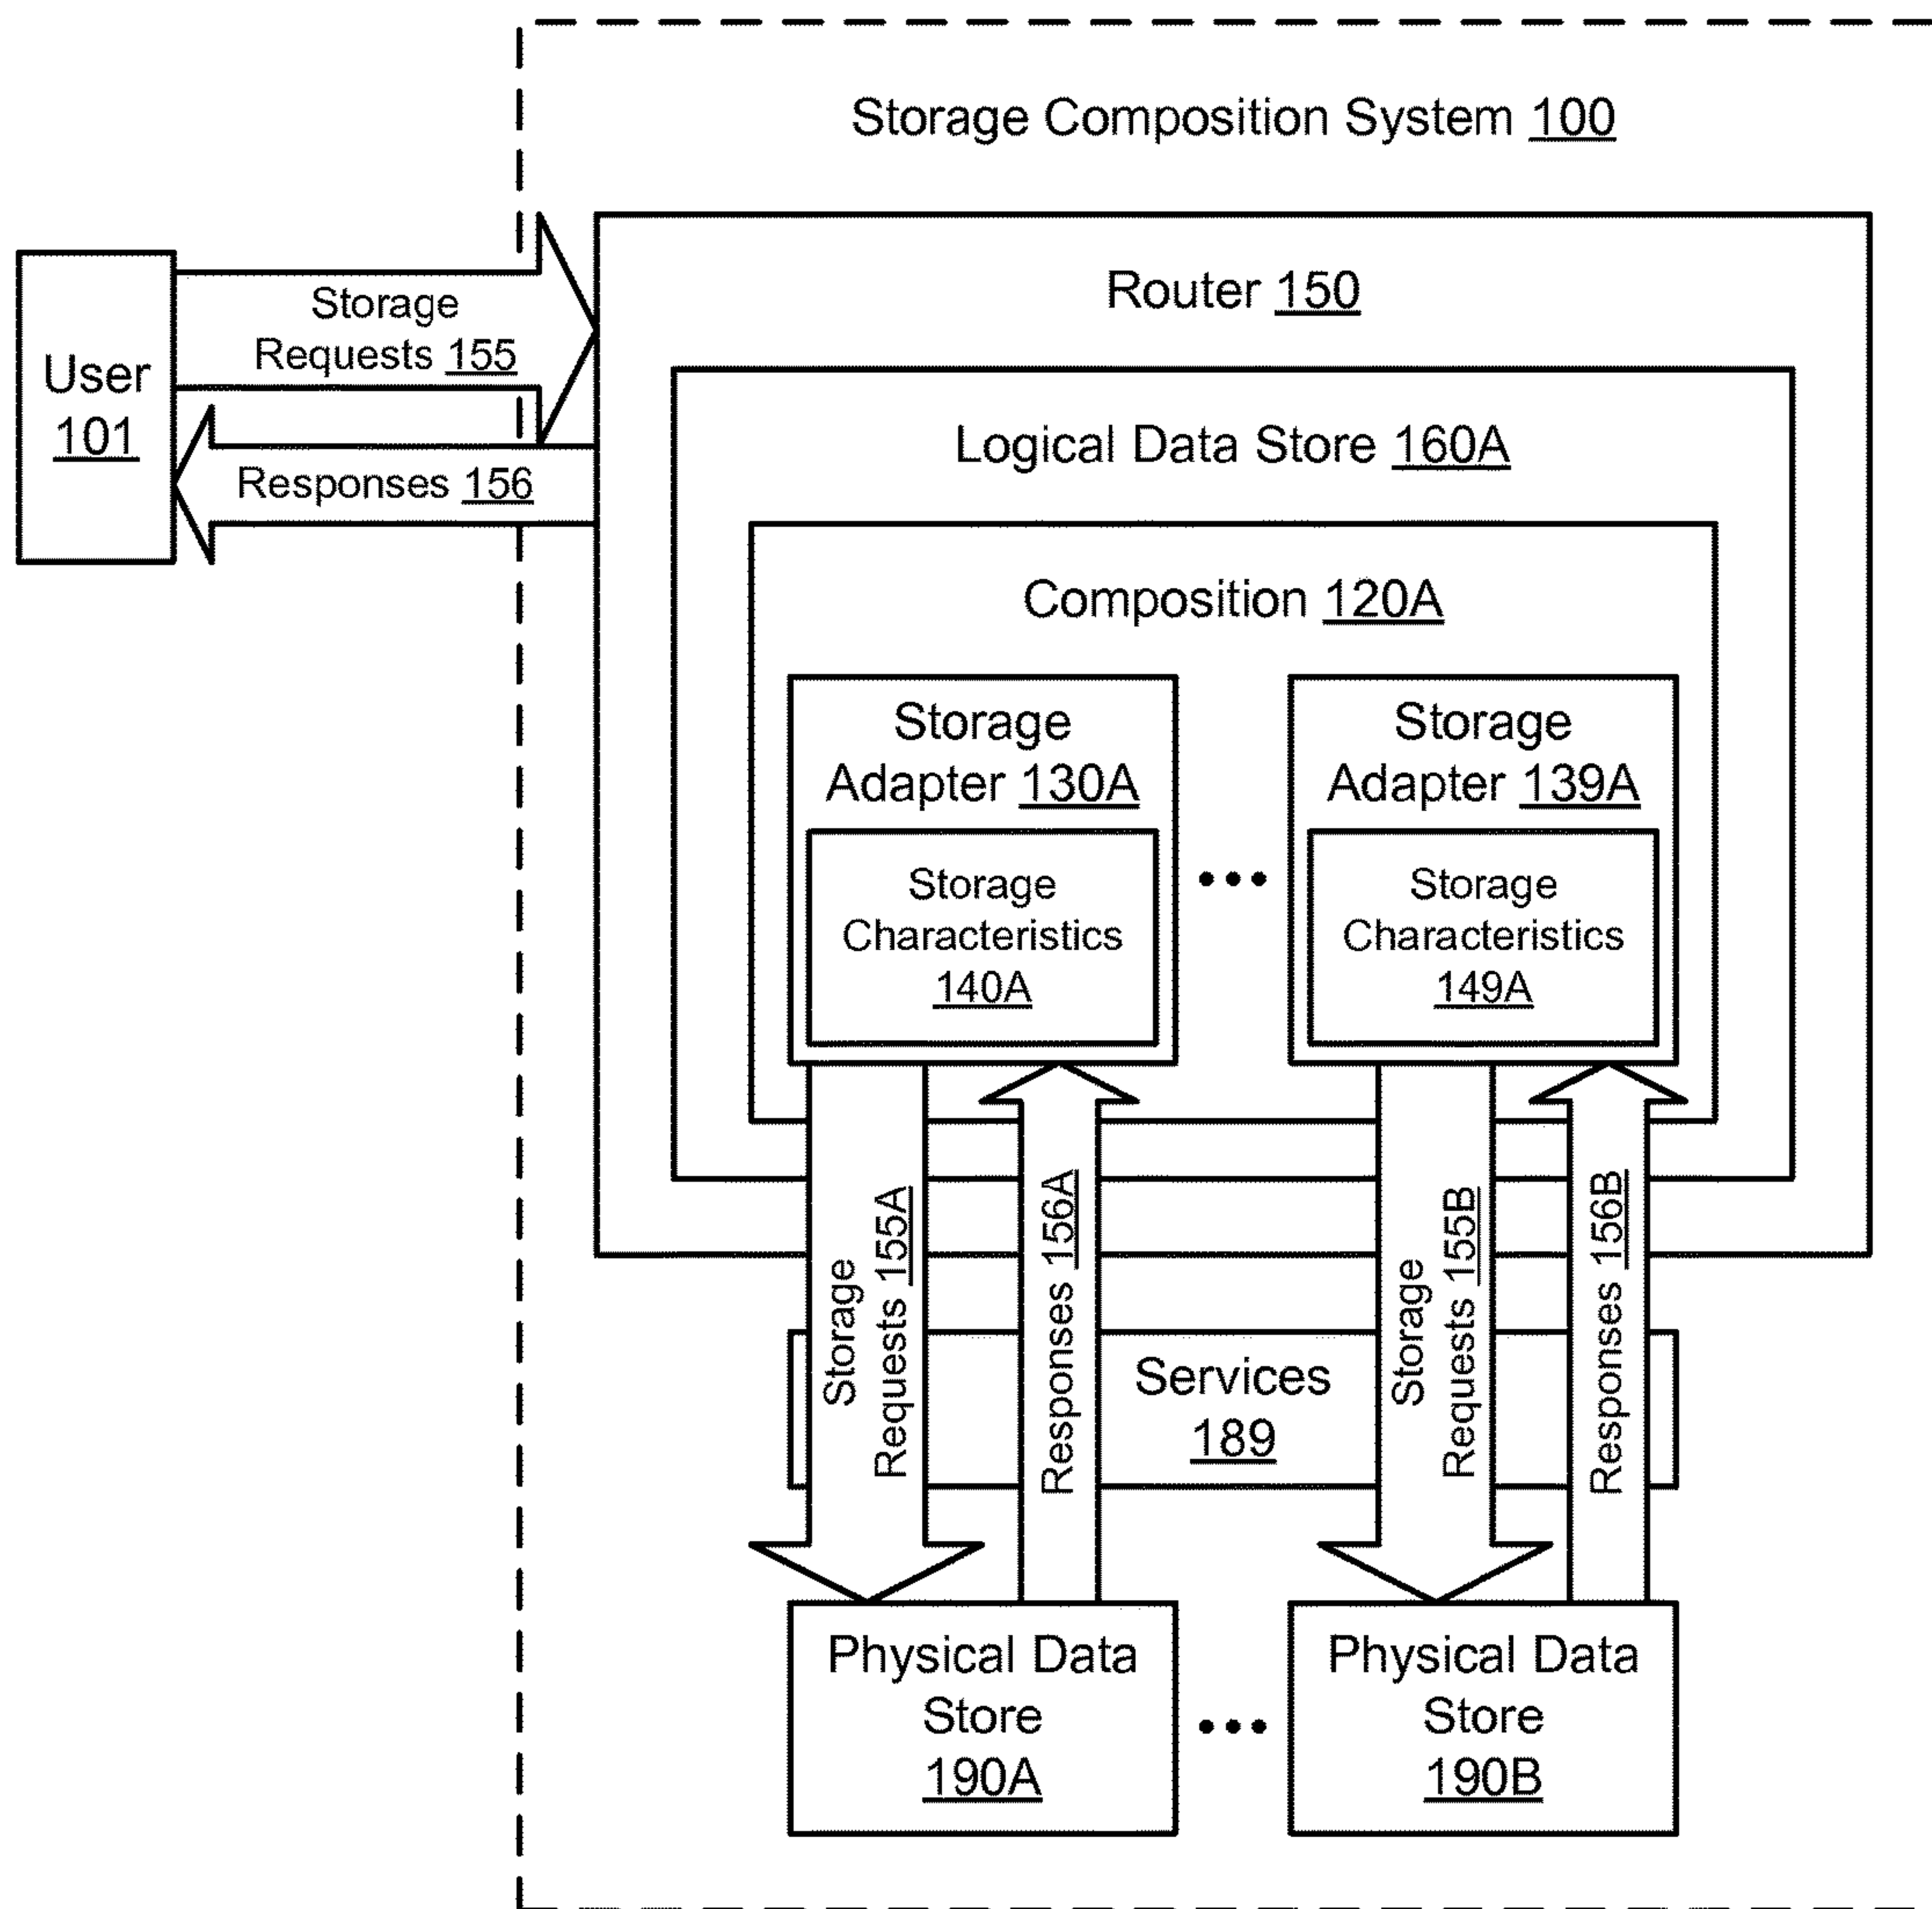 Storage Composition System 100
Router 150
Storage
Requests 155
User
101
Responses 156
Logical Data Store 160A
Composition 120A
Storage
Adapter 130A
Storage
Characteristics
140A
...
Storage
Adapter 139A
Storage
Characteristics
149A
Storage
Requests 155A
Responses 156A
Storage
Requests 155B
Responses 156B
Services
189
Physical Data
Store
190A
...
Physical Data
Store
190B